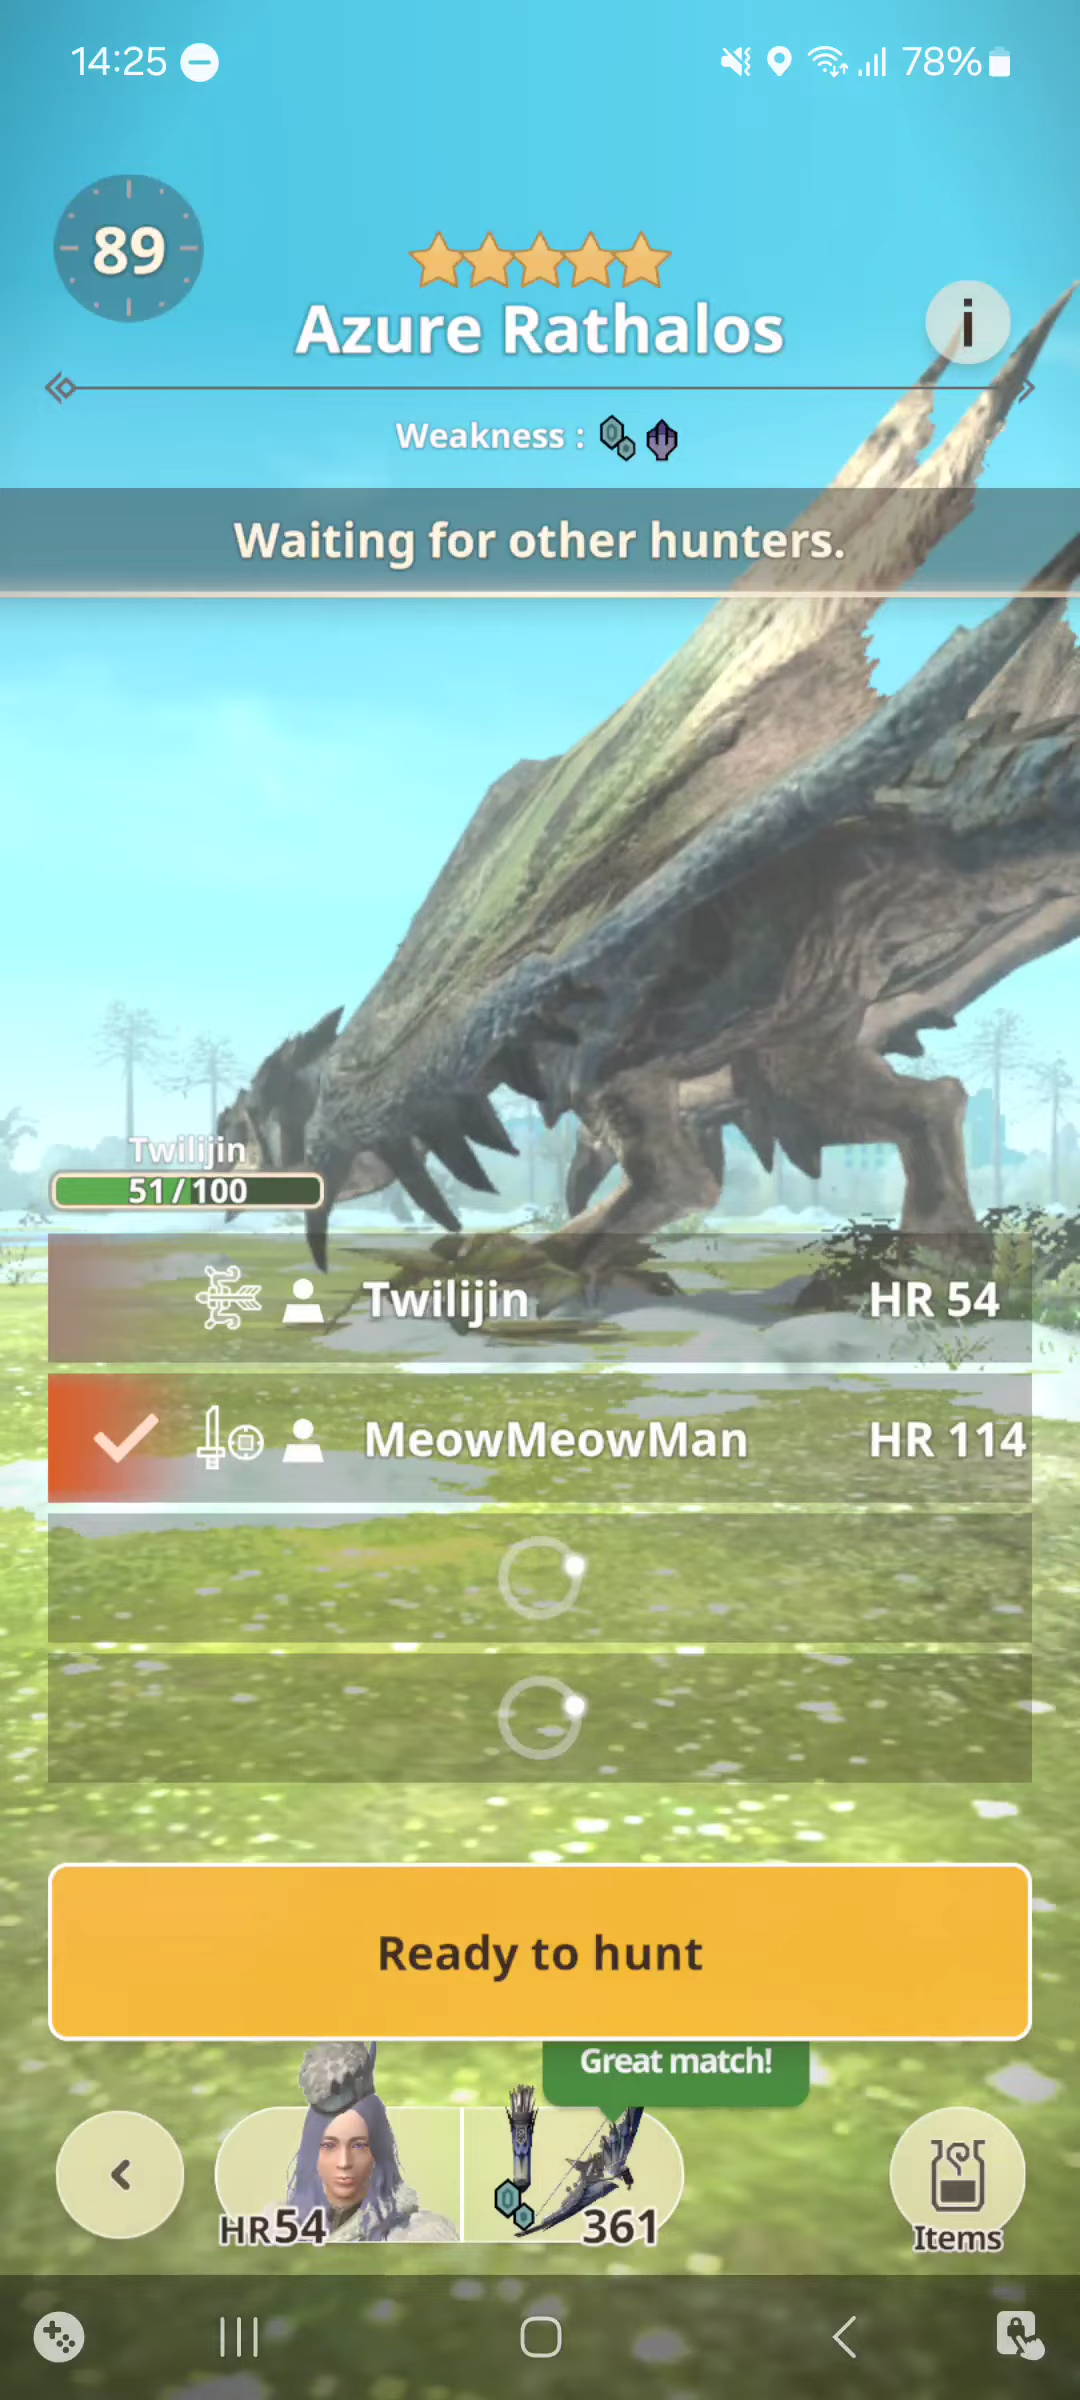 14:25
78%
89
Azure Rathalos
i
Weakness :
Waiting for other hunters.
Twilijin
51/100
Twilijin HR 54
MeowMeowMan HR 114
Ready to hunt
Great match!
HR54
361
Items